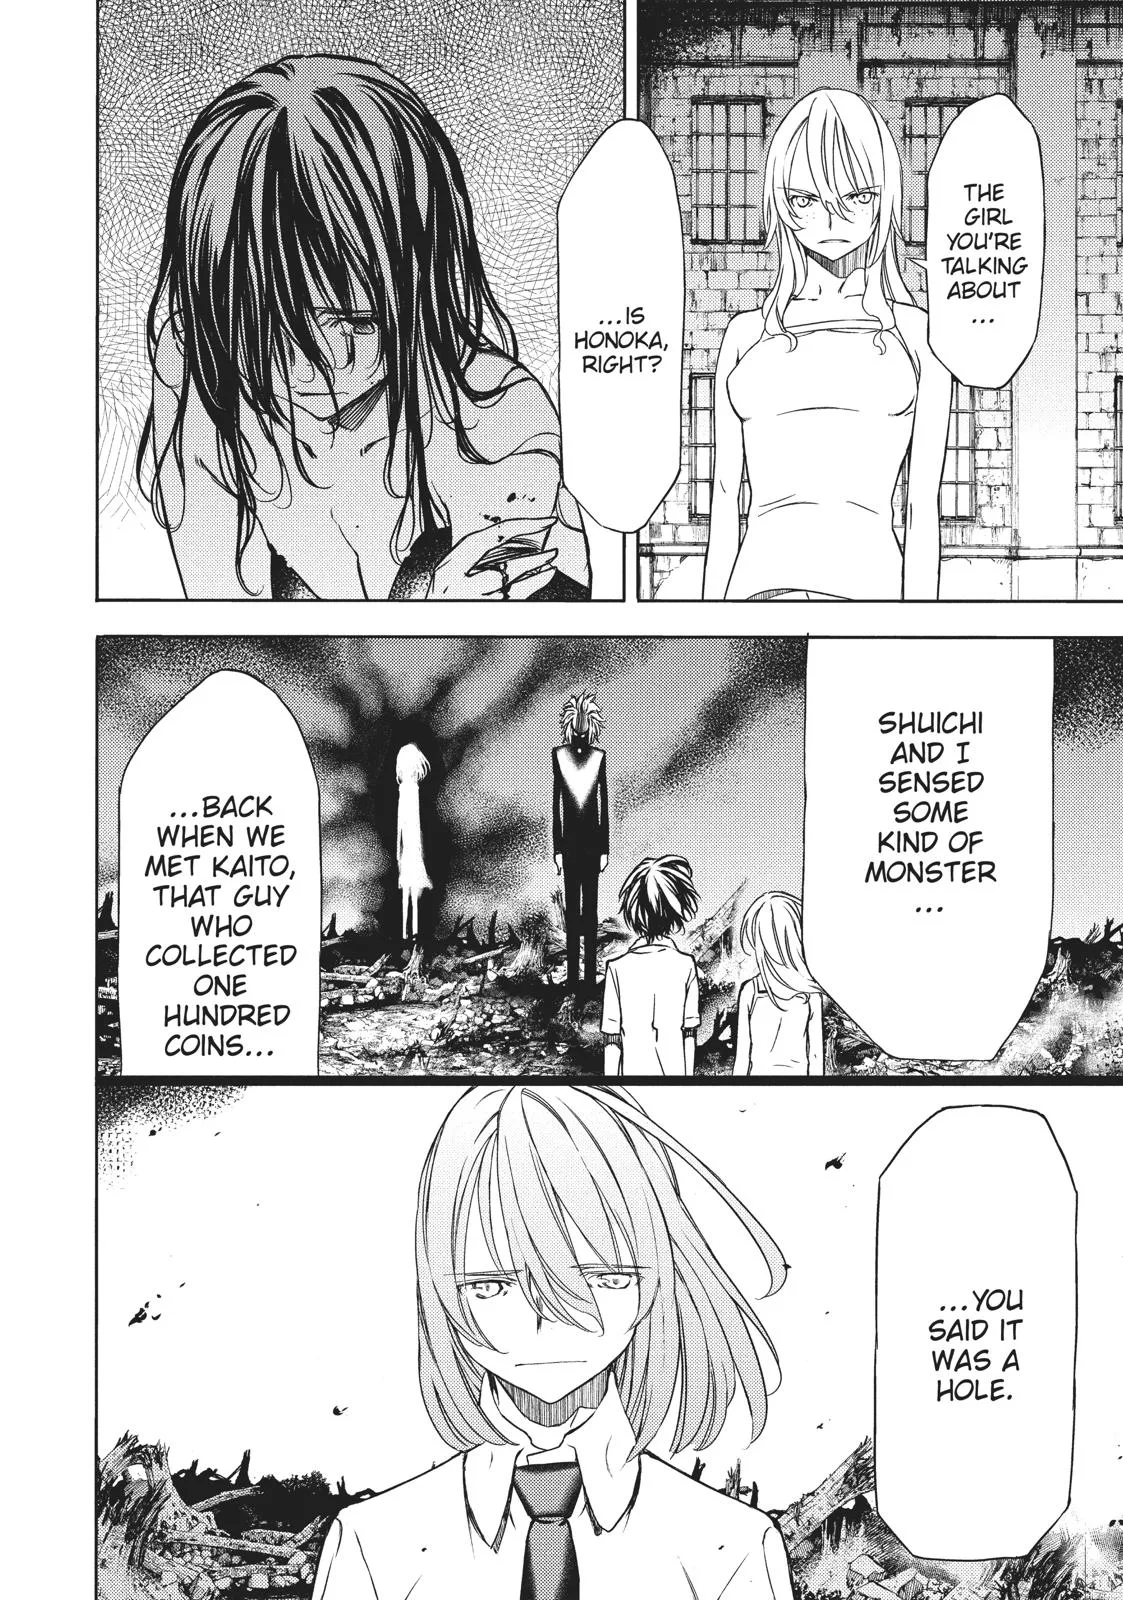 THE
GIRL
YOU'RE
TALKING
ABOUT
...
...IS
HONOKA,
RIGHT?
SHUICHI
AND I
SENSED
SOME
KIND OF
MONSTER
...
...BACK
WHEN WE
MET KAITO,
THAT GUY
WHO
COLLECTED
ONE
HUNDRED
COINS...
...YOU
SAID IT
WAS A
HOLE.